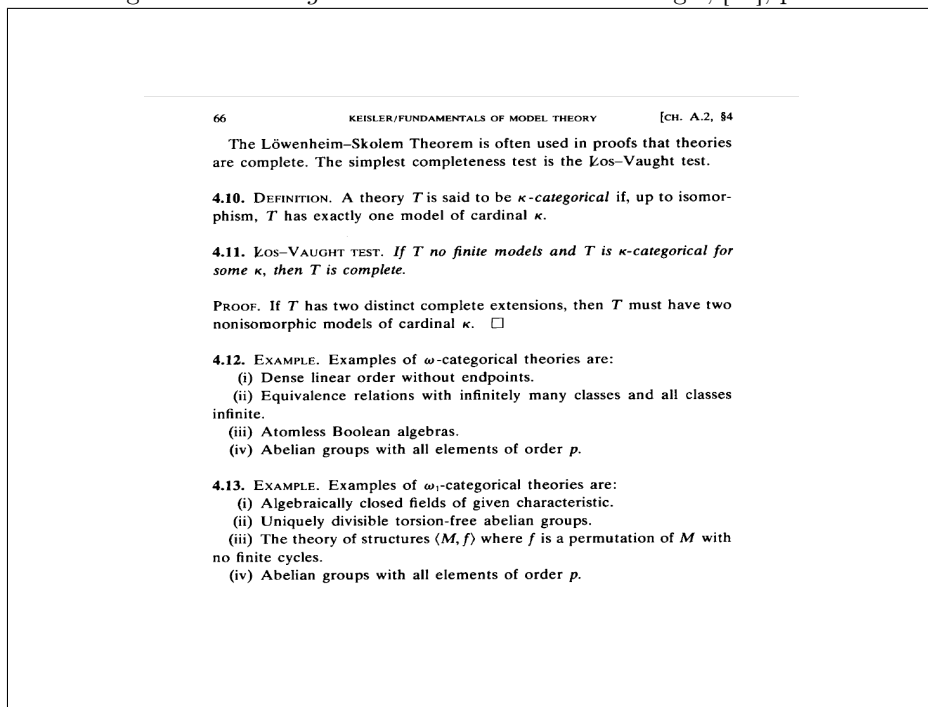 66 KEISLER/FUNDAMENTALS OF MODEL THEORY [CH. A.2, §4
The Löwenheim–Skolem Theorem is often used in proofs that theories
are complete. The simplest completeness test is the Łos–Vaught test.
4.10. DEFINITION. A theory T is said to be κ-categorical if, up to isomor-
phism, T has exactly one model of cardinal κ.
4.11. ŁOS–VAUGHT TEST. If T no finite models and T is κ-categorical for
some κ, then T is complete.
PROOF. If T has two distinct complete extensions, then T must have two
nonisomorphic models of cardinal κ. □
4.12. EXAMPLE. Examples of ω-categorical theories are:
(i) Dense linear order without endpoints.
(ii) Equivalence relations with infinitely many classes and all classes
infinite.
(iii) Atomless Boolean algebras.
(iv) Abelian groups with all elements of order p.
4.13. EXAMPLE. Examples of ω₁-categorical theories are:
(i) Algebraically closed fields of given characteristic.
(ii) Uniquely divisible torsion-free abelian groups.
(iii) The theory of structures ⟨M, f⟩ where f is a permutation of M with
no finite cycles.
(iv) Abelian groups with all elements of order p.